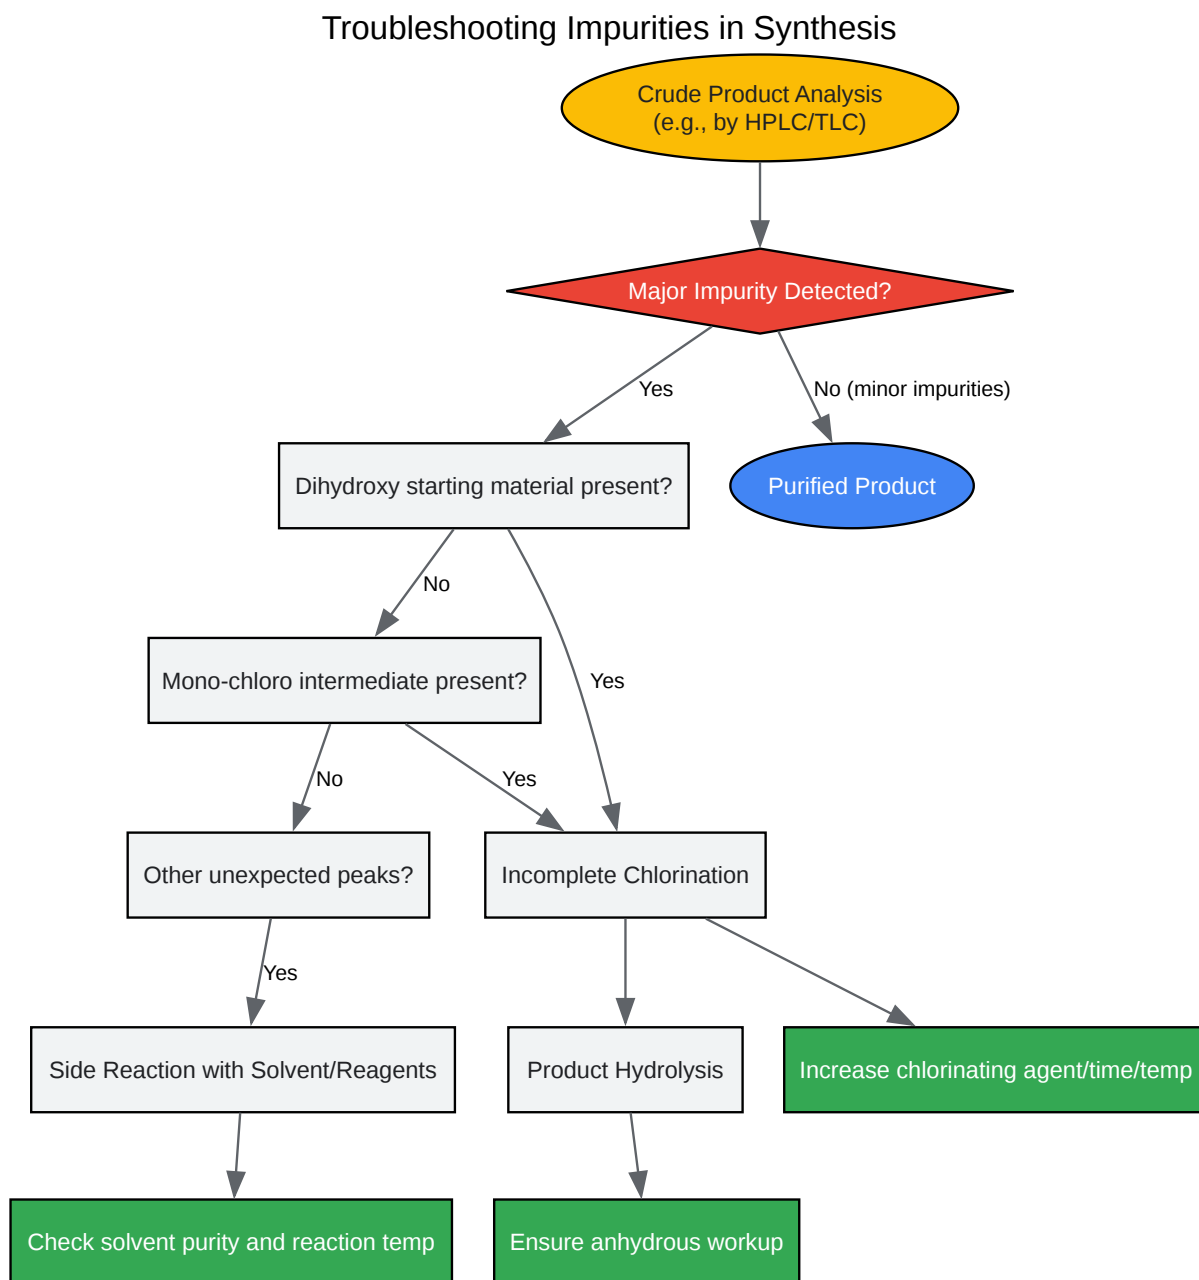 Troubleshooting Impurities in Synthesis
Crude Product Analysis
(e.g., by HPLC/TLC)
Major Impurity Detected?
Yes
No (minor impurities)
Dihydroxy starting material present?
Purified Product
No
Mono-chloro intermediate present?
Yes
No
Yes
Other unexpected peaks?
Incomplete Chlorination
Yes
Side Reaction with Solvent/Reagents
Product Hydrolysis
Increase chlorinating agent/time/temp
Check solvent purity and reaction temp
Ensure anhydrous workup